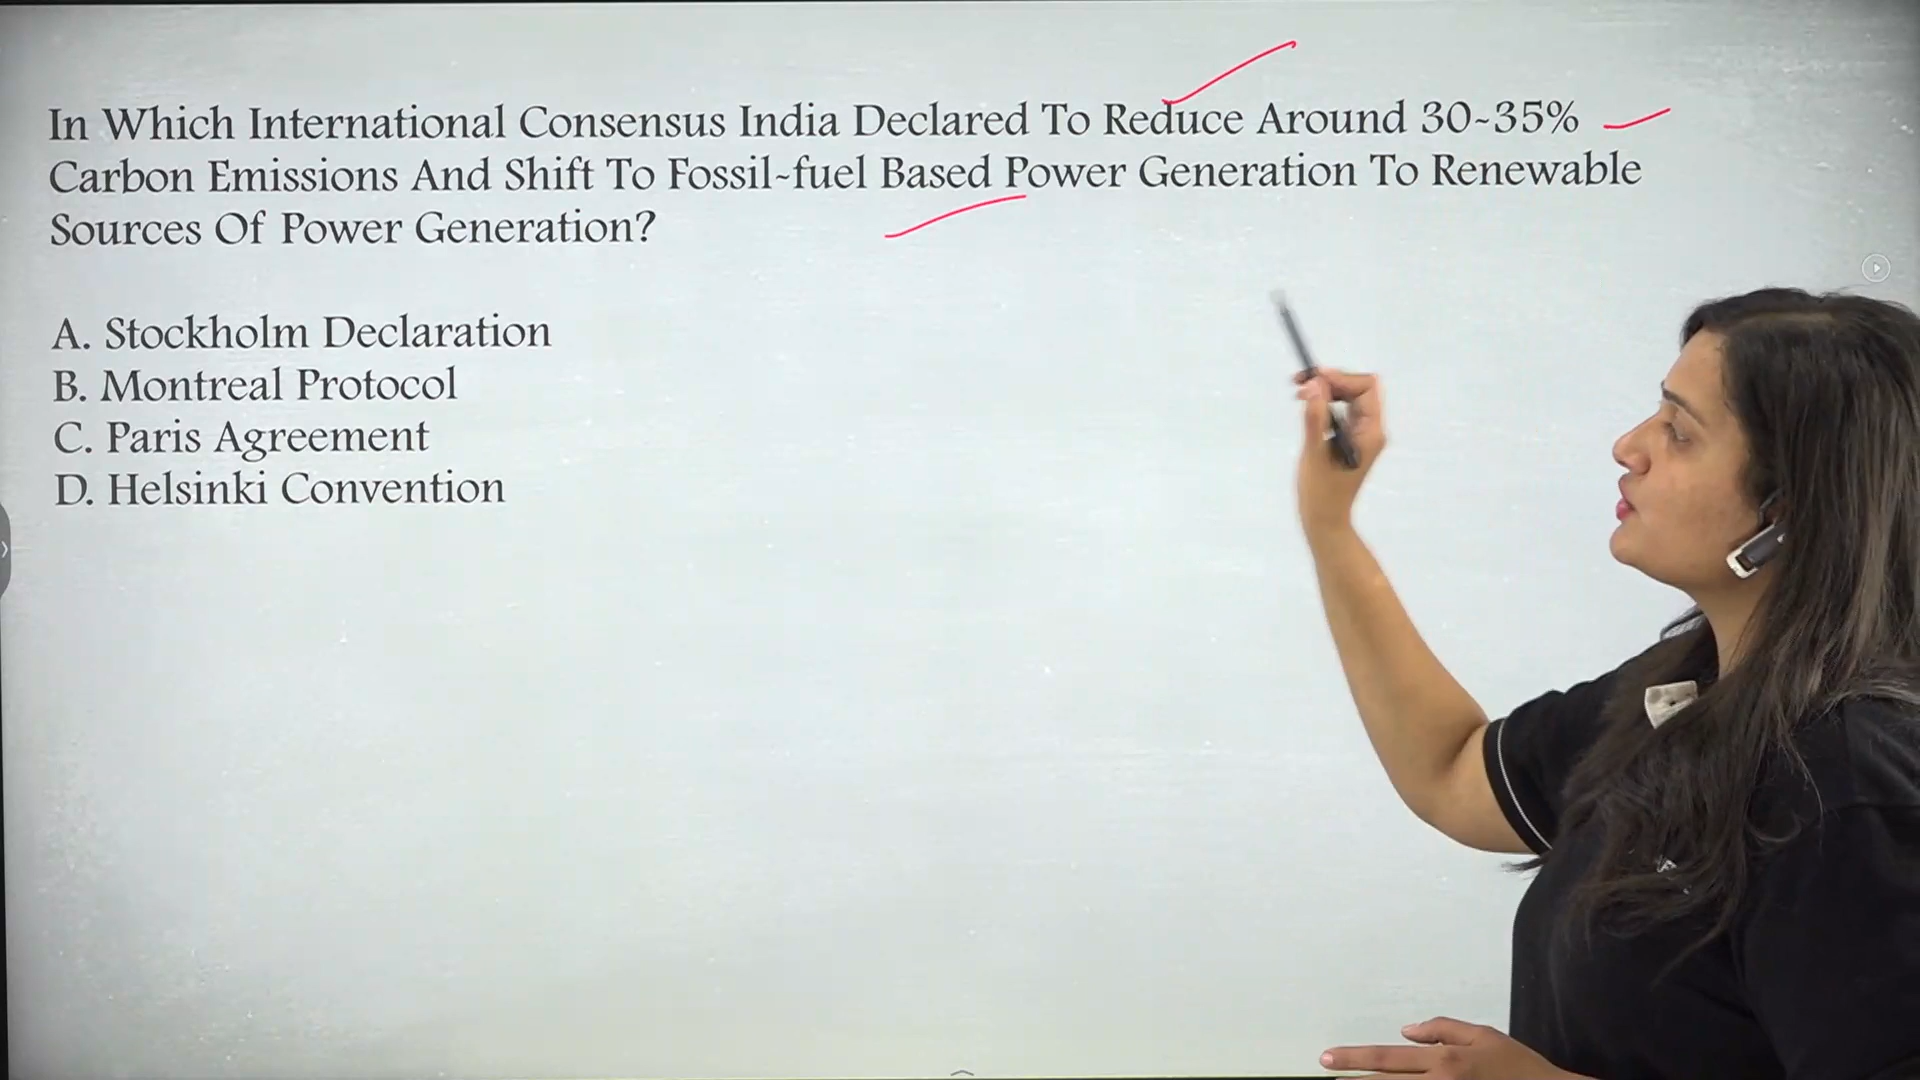 In Which International Consensus India Declared To Reduce Around 30-35%
Carbon Emissions And Shift To Fossil-fuel Based Power Generation To Renewable
Sources Of Power Generation?
A. Stockholm Declaration
B. Montreal Protocol
C. Paris Agreement
D. Helsinki Convention